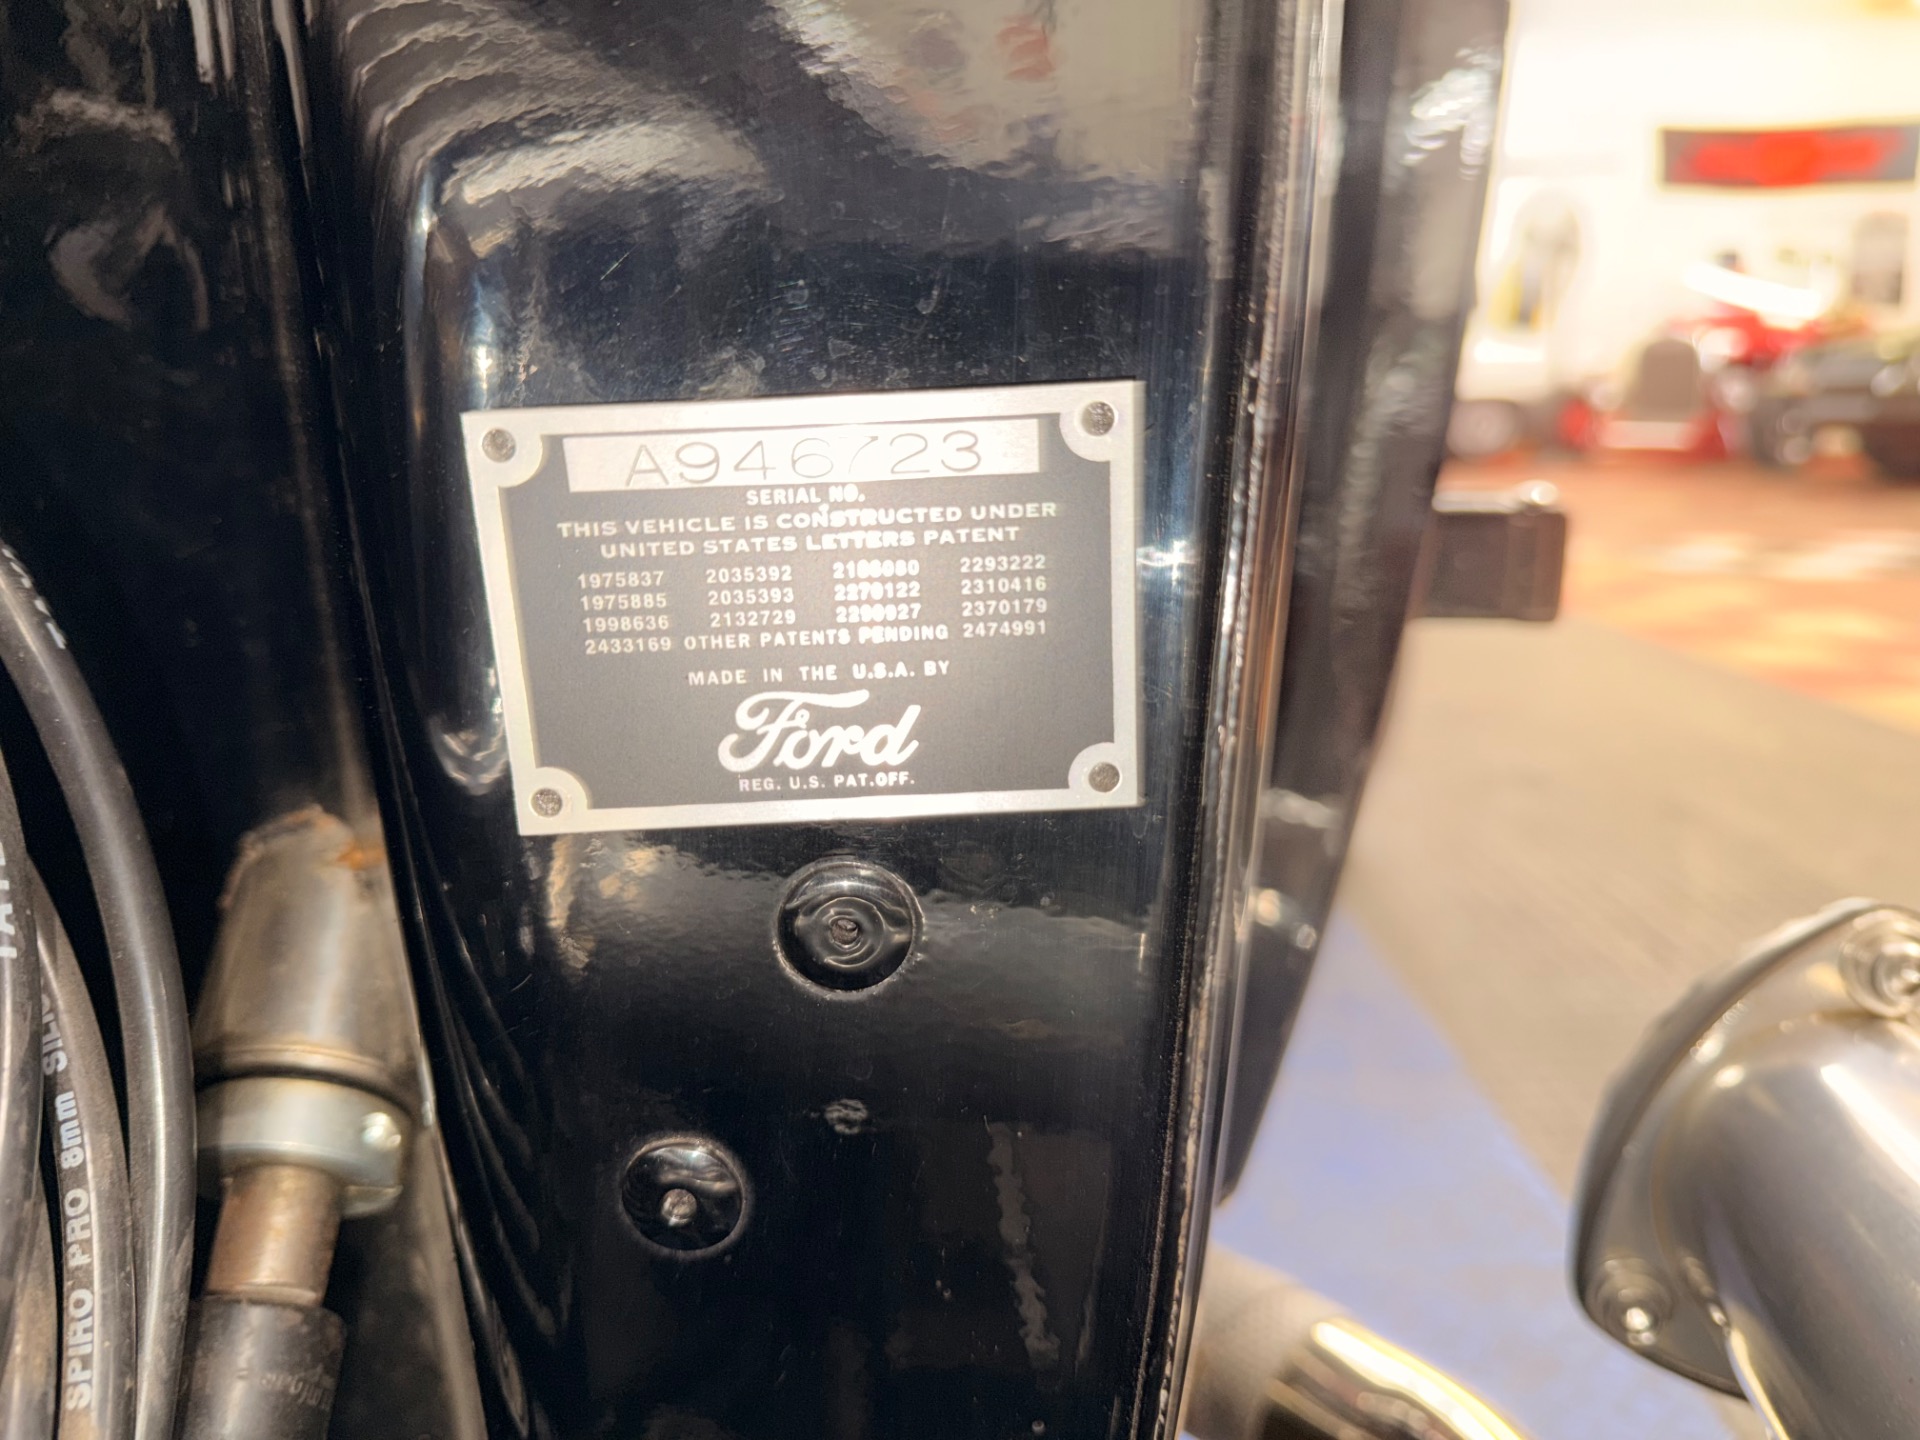 A946723
SERIAL NO.
THIS VEHICLE IS CONSTRUCTED UNDER
UNITED STATES LETTERS PATENT
1975837 2035392 2293222
1975885 2035393 2270122 2310416
1998636 2132729 2370179
2433169 OTHER PATENTS PENDING 2474991
MADE IN THE U.S.A. BY
Ford
REG. U.S. PAT.OFF.
SPIRO PRO 8mm